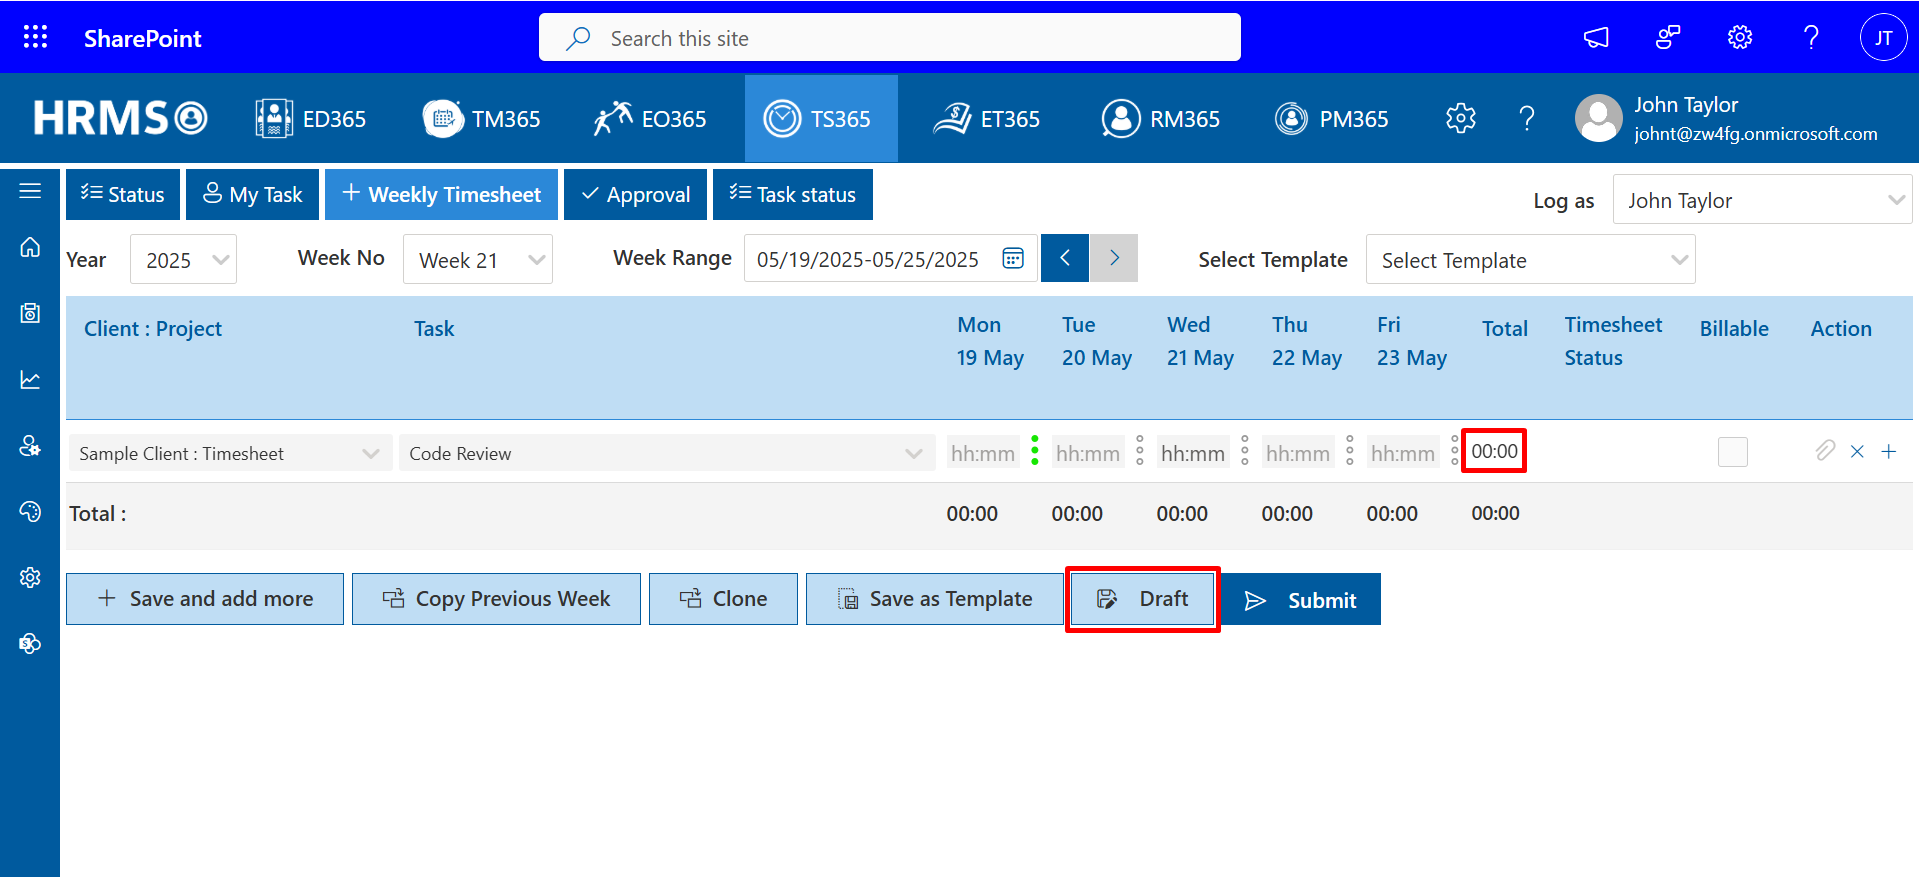 SharePoint
Search this site
JT
HRMS
ED365
TM365
EO365
TS365
ET365
RM365
PM365
John Taylor
johnt@zw4fg.onmicrosoft.com
Status
My Task
Weekly Timesheet
Approval
Task status
Log as
John Taylor
Year
2025
Week No
Week 21
Week Range
05/19/2025-05/25/2025
Select Template
Select Template
Client : Project
Task
Mon
19 May
Tue
20 May
Wed
21 May
Thu
22 May
Fri
23 May
Total
Timesheet
Status
Billable
Action
Sample Client : Timesheet
Code Review
hh:mm
hh:mm
hh:mm
hh:mm
hh:mm
00:00
Total :
00:00
00:00
00:00
00:00
00:00
00:00
Save and add more
Copy Previous Week
Clone
Save as Template
Draft
Submit